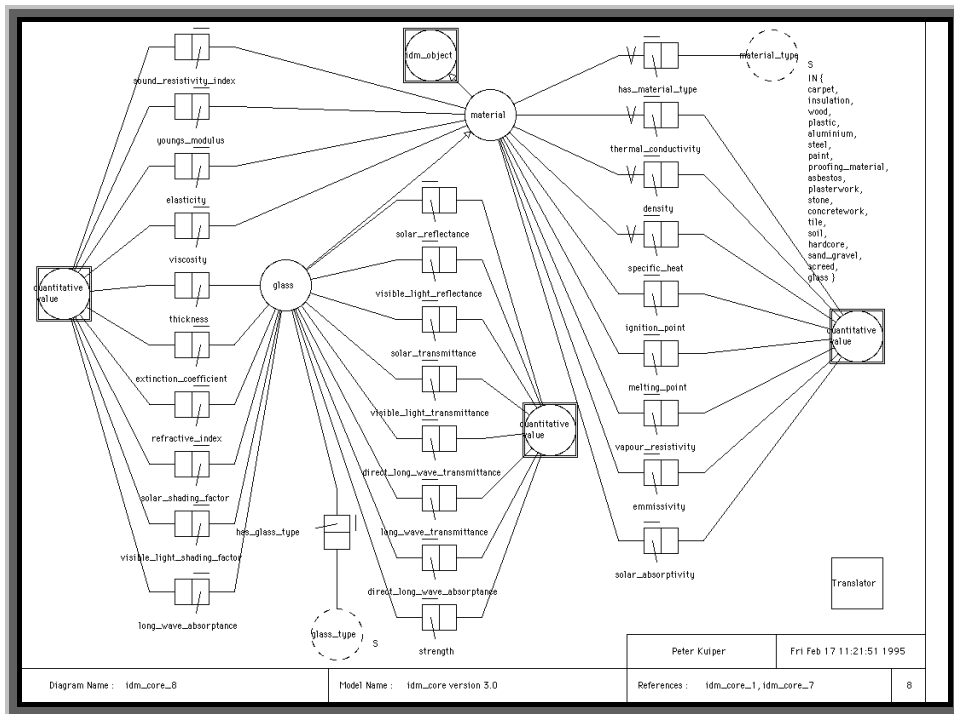 idm_object
material_type
S
IN {
carpet,
insulation,
wood,
plastic,
aluminium,
steel,
paint,
proofing_material,
asbestos,
plasterwork,
stone,
concretework,
tile,
soil,
hardcore,
sand_gravel,
screed,
glass }
sound_resistivity_index
has_material_type
material
youngs_modulus
thermal_conductivity
elasticity
density
solar_reflectance
viscosity
specific_heat
quantitative
value
glass
visible_light_reflectance
thickness
ignition_point
quantitative
value
solar_transmittance
extinction_coefficient
melting_point
visible_light_transmittance
quantitative
value
refractive_index
vapour_resistivity
direct_long_wave_transmittance
solar_shading_factor
emmissivity
has_glass_type
long_wave_transmittance
visible_light_shading_factor
solar_absorptivity
direct_long_wave_absorptance
Translator
long_wave_absorptance
glass_type
S
strength
Peter Kuiper
Fri Feb 17 11:21:51 1995
Diagram Name : idm_core_8
Model Name : idm_core version 3.0
References : idm_core_1, idm_core_7
8